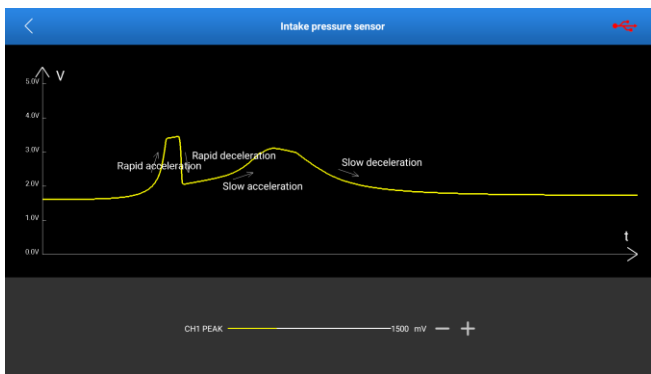 Intake pressure sensor
V
5.0V
4.0V
3.0V
2.0V
1.0V
0.0V
Rapid acceleration
Rapid deceleration
Slow acceleration
Slow deceleration
t
CH1 PEAK 1500 mV